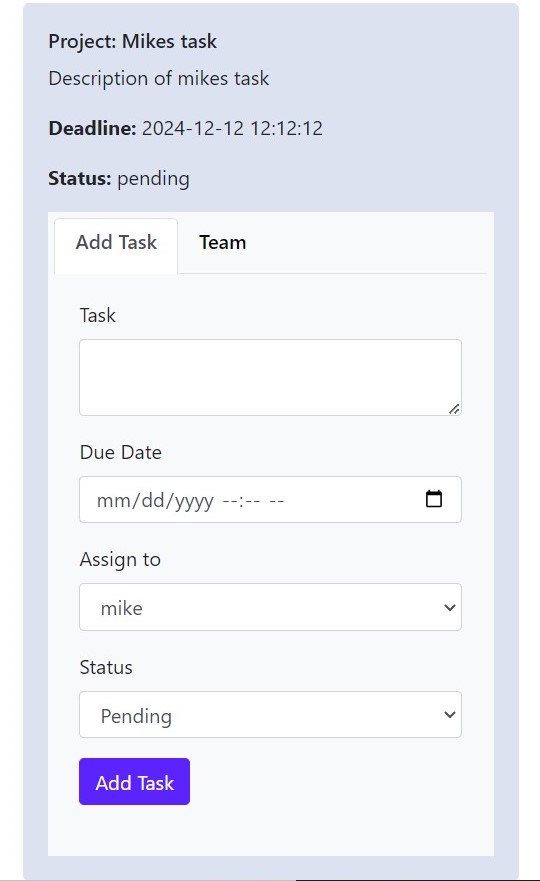 Project: Mikes task
Description of mikes task
Deadline: 2024-12-12 12:12:12
Status: pending
Add Task Team
Task
Due Date
mm/dd/yyyy --:-- --
Assign to
mike
Status
Pending
Add Task